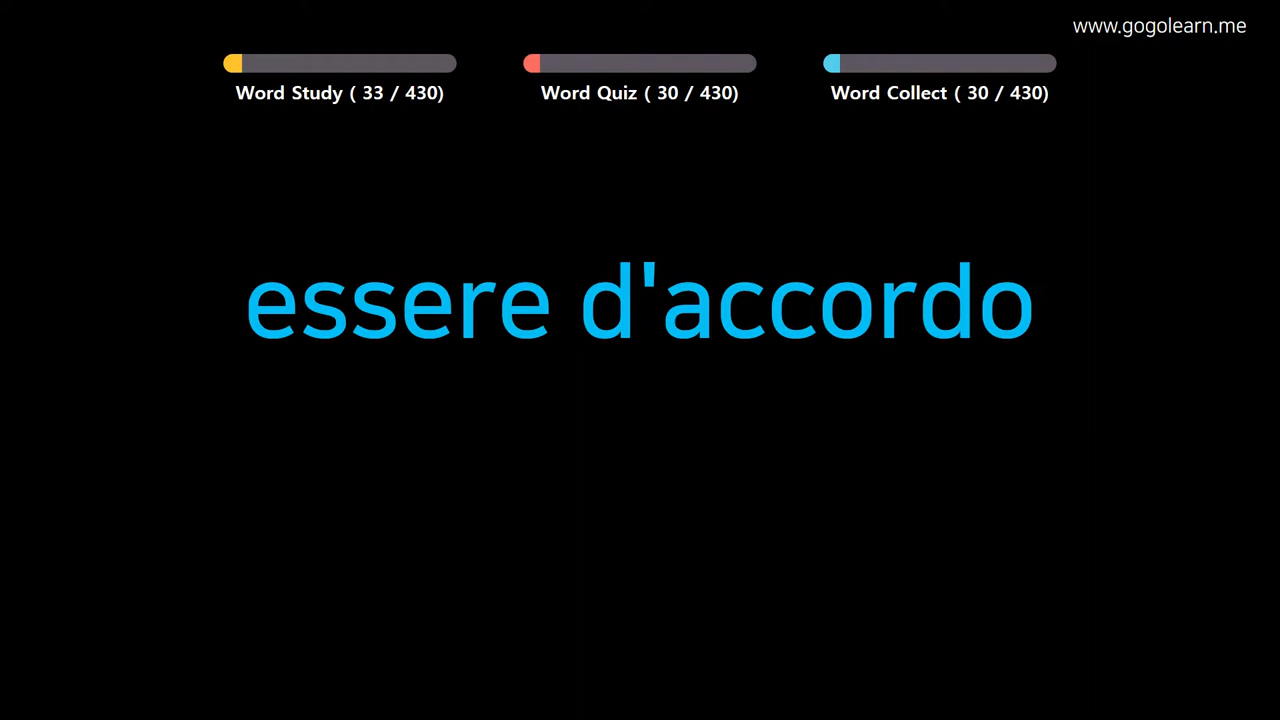 www.gogolearn.me
Word Study ( 33 / 430)
Word Quiz ( 30 / 430)
Word Collect ( 30 / 430)
essere d'accordo